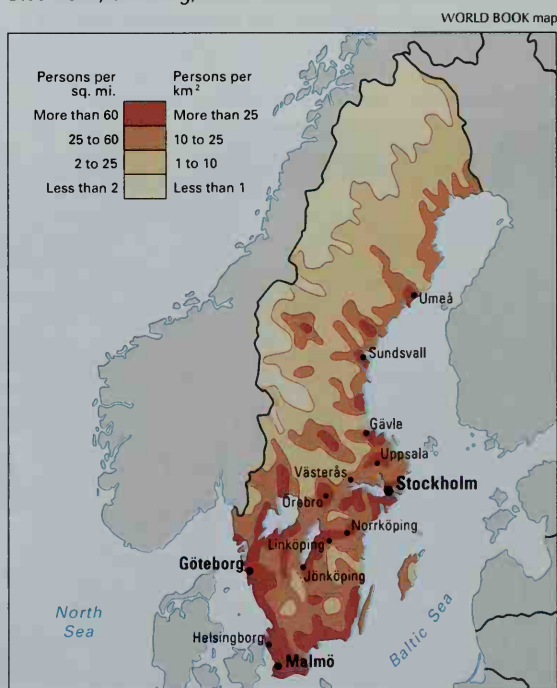 WORLD BOOK map
Persons per
sq. mi.
Persons per
km²
More than 60
More than 25
25 to 60
10 to 25
2 to 25
1 to 10
Less than 2
Less than 1
Umeå
Sundsvall
Gävle
Uppsala
Västerås
Stockholm
Örebro
Norrköping
Linköping
Göteborg
Jönköping
North
Sea
Baltic Sea
Helsingborg
Malmö